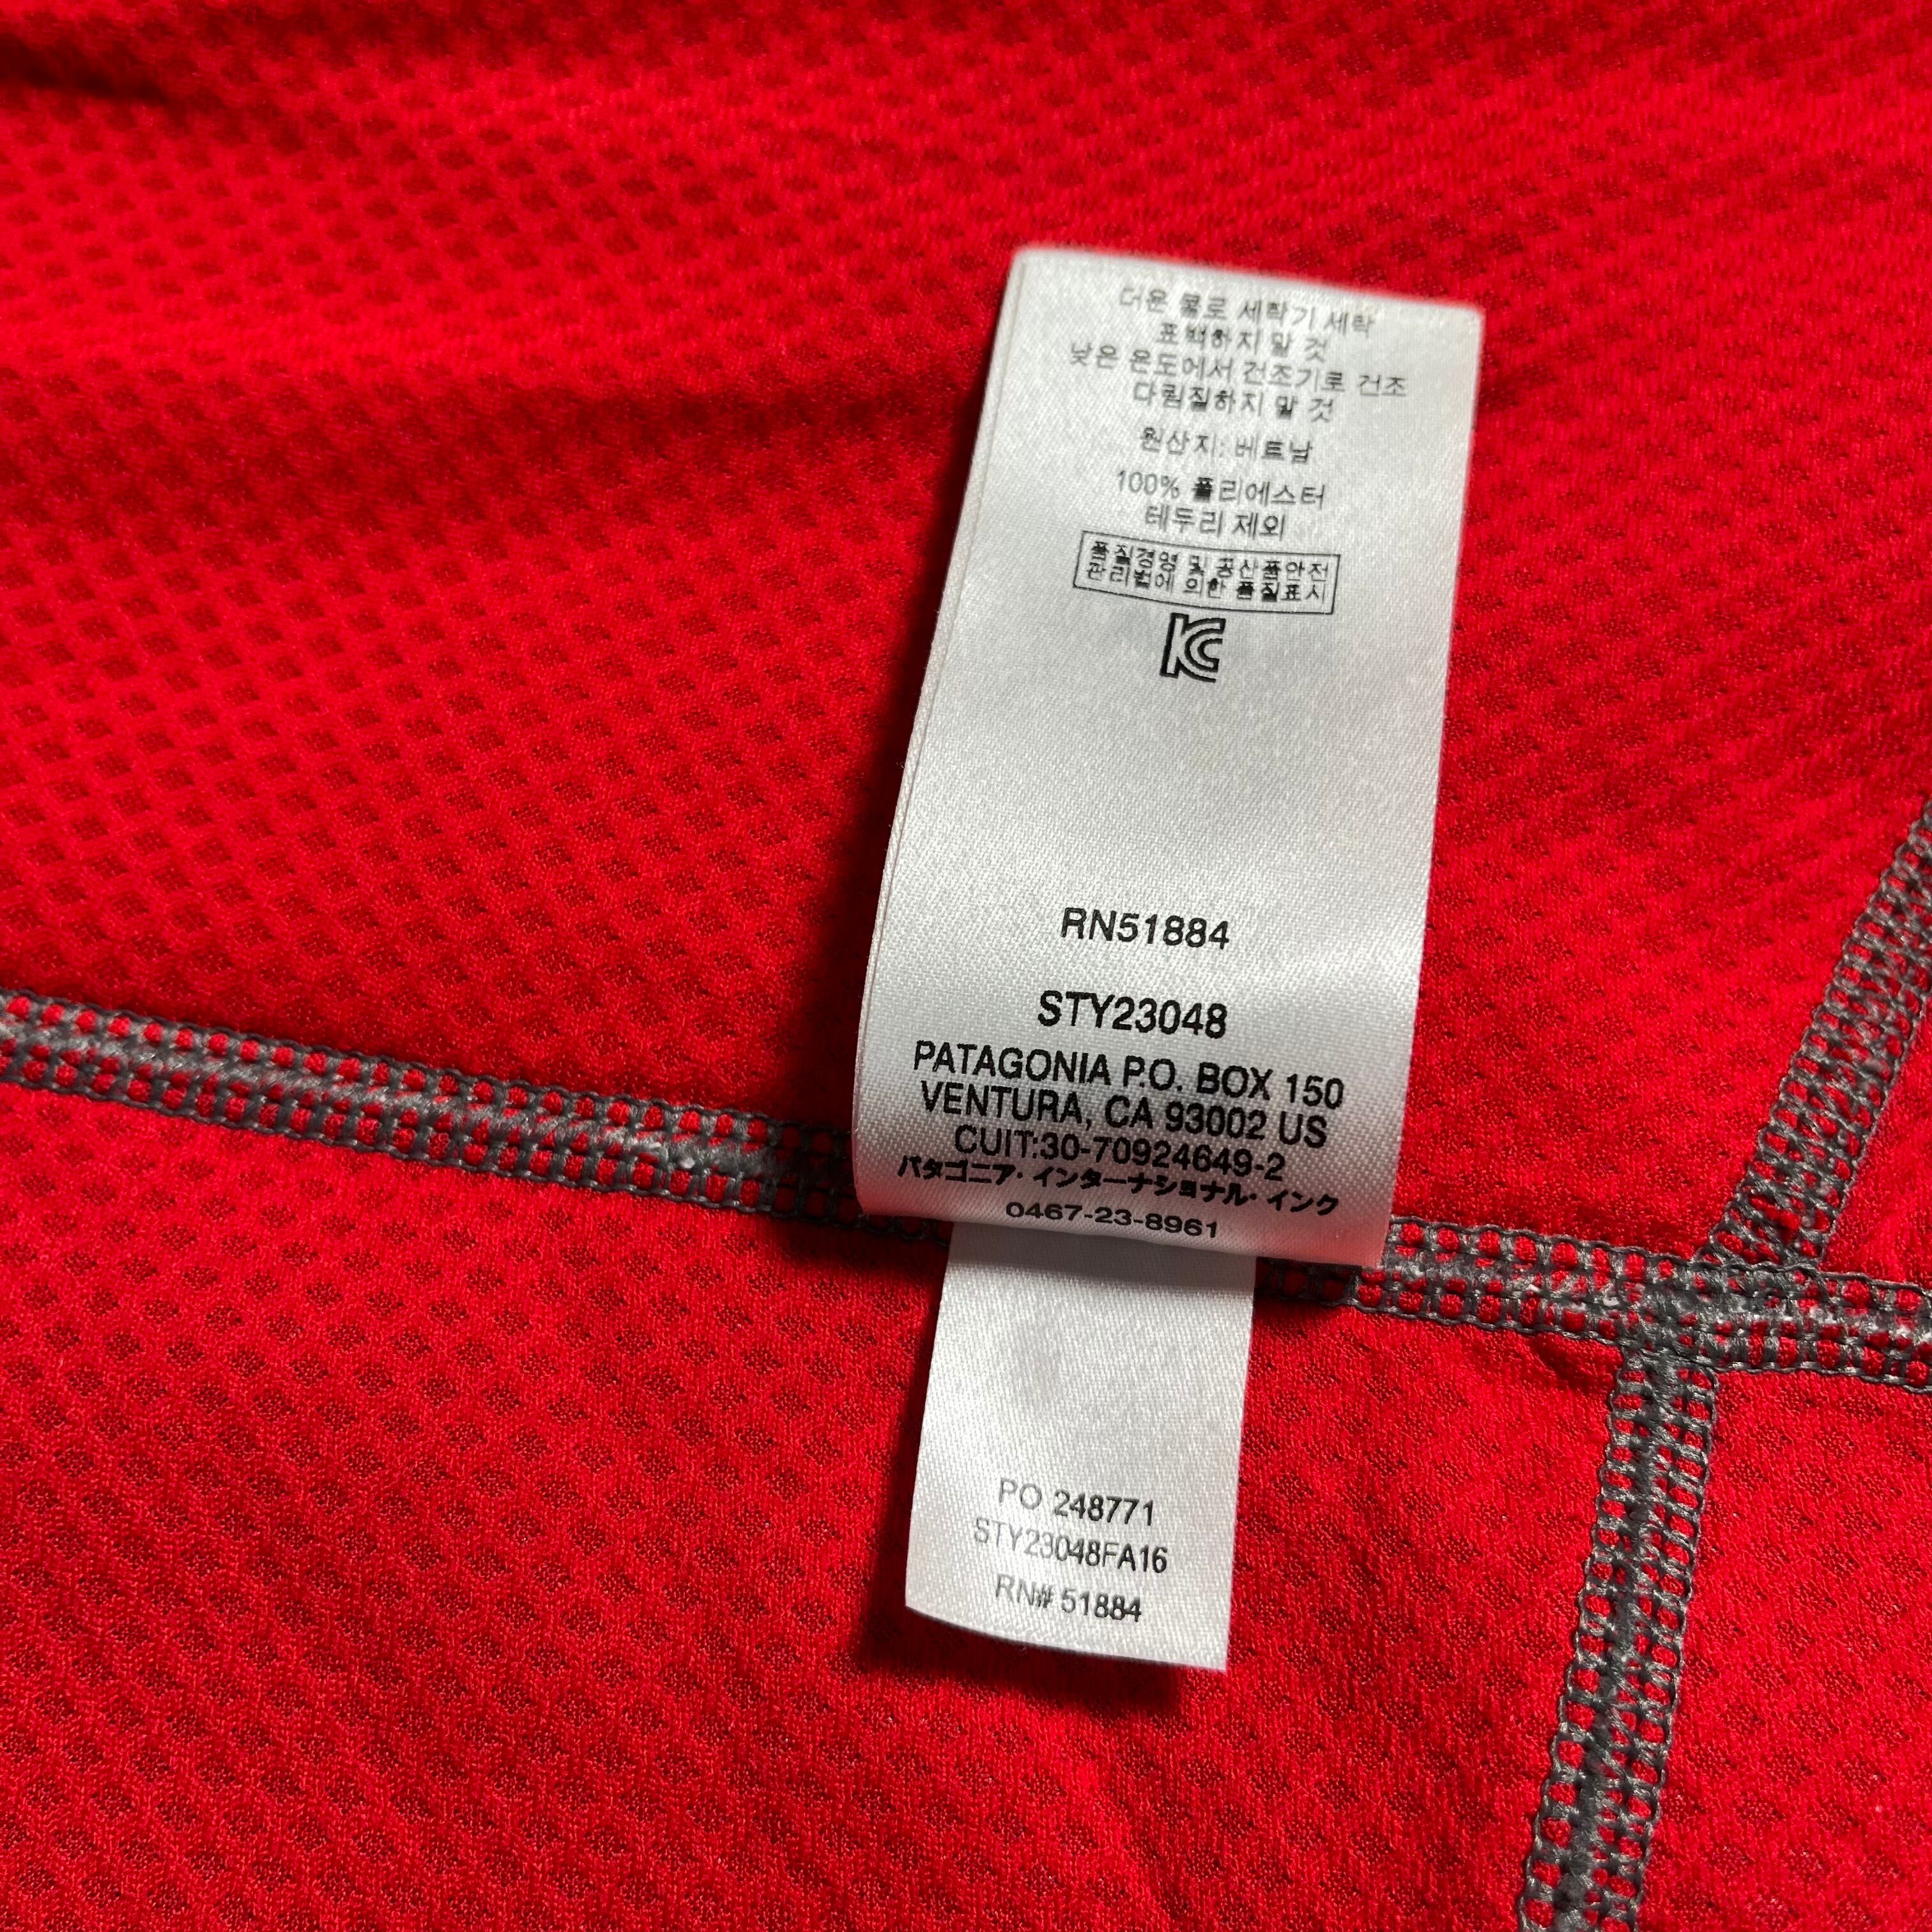 더운 물로 세탁기 세탁
표백하지 말 것
낮은 온도에서 건조기로 건조
다림질하지 말 것
원산지: 베트남
100% 폴리에스터
테두리 제외
품질경영 및 공산품안전
관리법에 의한 품질표시
KC
RN51884
STY23048
PATAGONIA P.O. BOX 150
VENTURA, CA 93002 US
CUIT:30-70924649-2
パタゴニア・インターナショナル・インク
0467-23-8961
PO 248771
STY23048FA16
RN# 51884